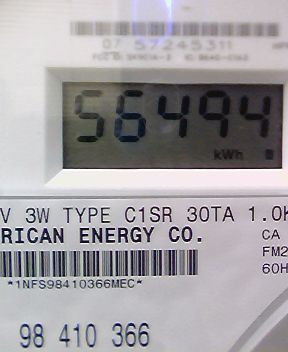 07 57245311
56494
kWh
V 3W TYPE C1SR 30TA 1.0K
RICAN ENERGY CO.
CA
FM2
60H
*1NFS98410366MEC*
98 410 366